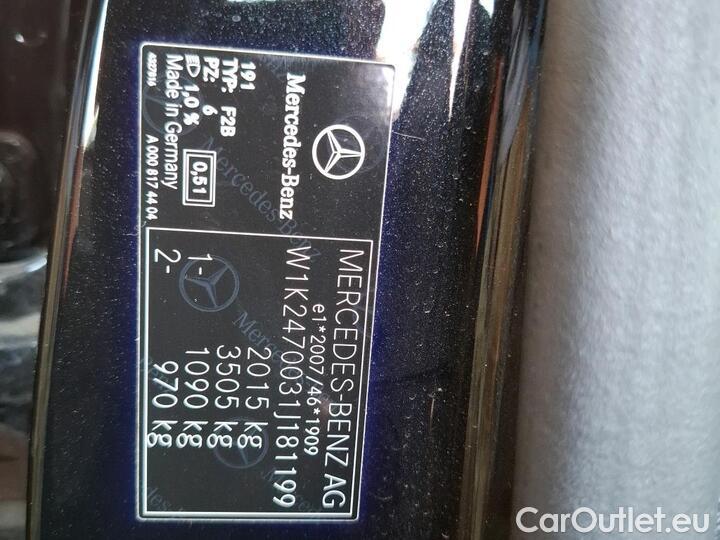 Mercedes-Benz
191
TYP: F2B
PZ: 6
1,0 %
0,51
Made in Germany
4027516
A 000 817 44 04
MERCEDES-BENZ AG
e1*2007/46*1909
W1K2470031J181199
2015 kg
3505 kg
1- 1090 kg
2- 970 kg
CarOutlet.eu